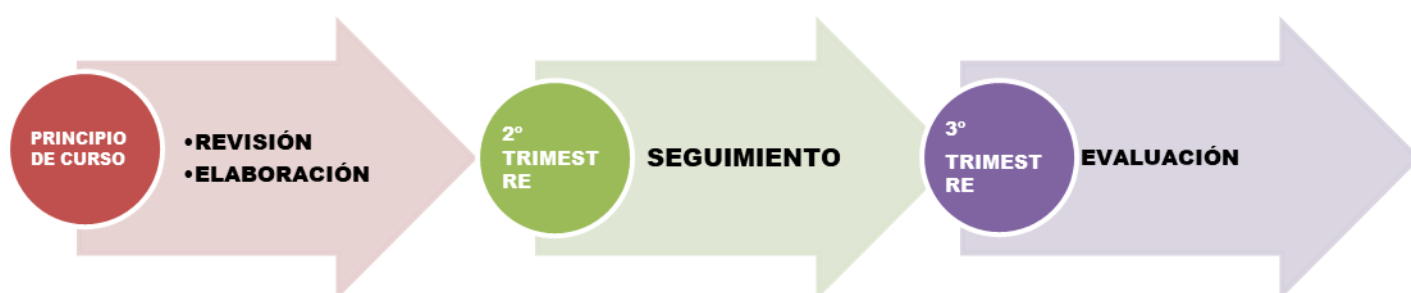 PRINCIPIO
DE CURSO
•REVISIÓN
•ELABORACIÓN
2º
TRIMEST
RE
SEGUIMIENTO
3º
TRIMEST
RE
EVALUACIÓN